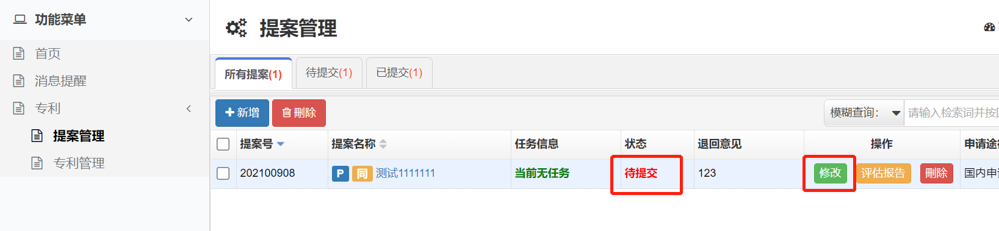 功能菜单
首页
消息提醒
专利
提案管理
专利管理
提案管理
所有提案(1) 待提交(1) 已提交(1)
新增 删除 模糊查询： 请输入检索词并按
提案号 提案名称 任务信息 状态 退回意见 操作 申请途
202100908 P 同 测试1111111 当前无任务 待提交 123 修改 评估报告 删除 国内申